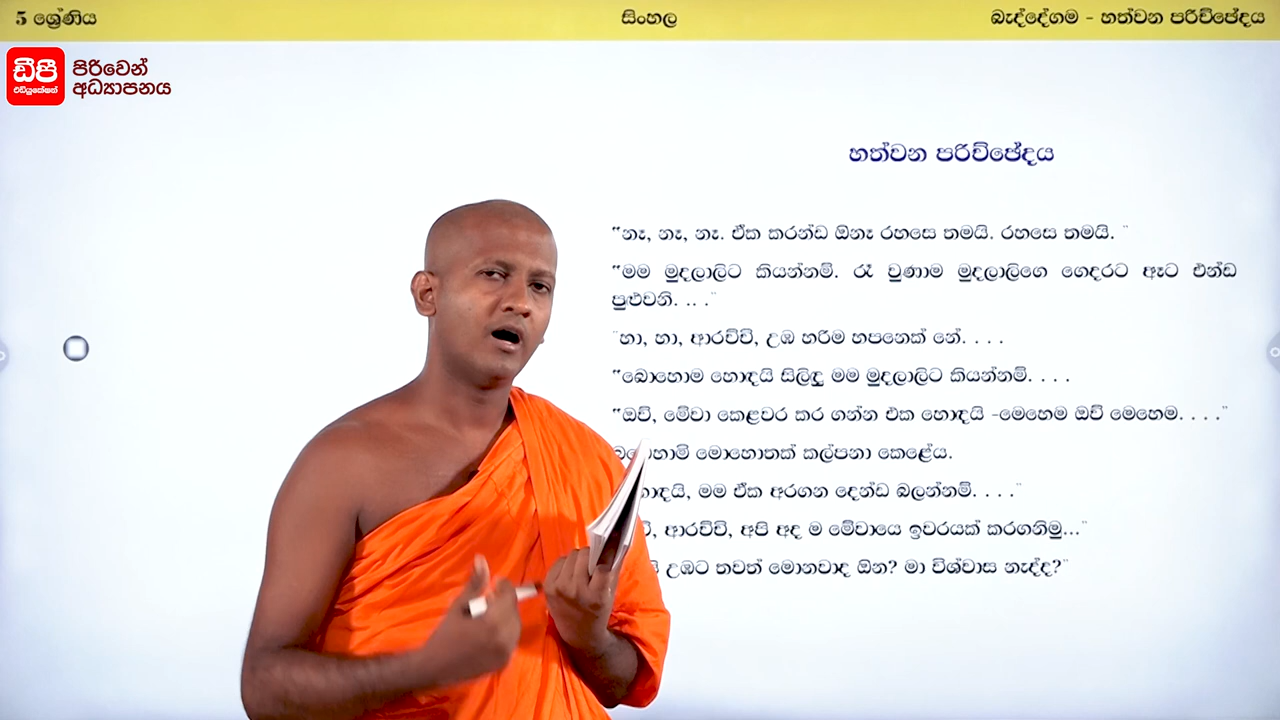 5 ශ්‍රේණිය
සිංහල
බැද්දේගම - හත්වන පරිච්ඡේදය
ඩීපී
එඩියුකේෂන්
පිරිවෙන්
අධ්‍යාපනය
හත්වන පරිච්ඡේදය
"නෑ, නෑ, නෑ. ඒක කරන්ඩ ඕනෑ රහසෙ තමයි. රහසෙ තමයි. "
"මම මුදලාලිට කියන්නම්. රෑ වුණාම මුදලාලිගෙ ගෙදරට ඈට එන්ඩ
පුළුවනි. .. ."
"හා, හා, ආරච්චි, උඹ හරිම හපනෙක් නේ. . . .
"බොහොම හොඳයි සිලිඳු මම මුදලාලිට කියන්නම්. . . .
"ඔව්, මේවා කෙළවර කර ගන්න එක හොඳයි -මෙහෙම ඔව් මෙහෙම. . . ."
මොහොතක් කල්පනා කෙළේය.
මම ඒක අරගන දෙන්ඩ බලන්නම්. . . ."
ආරච්චි, අපි අද ම මේවායෙ ඉවරයක් කරගනිමු..."
උඹට තවත් මොනවාද ඕන? මා විශ්වාස නැද්ද?"